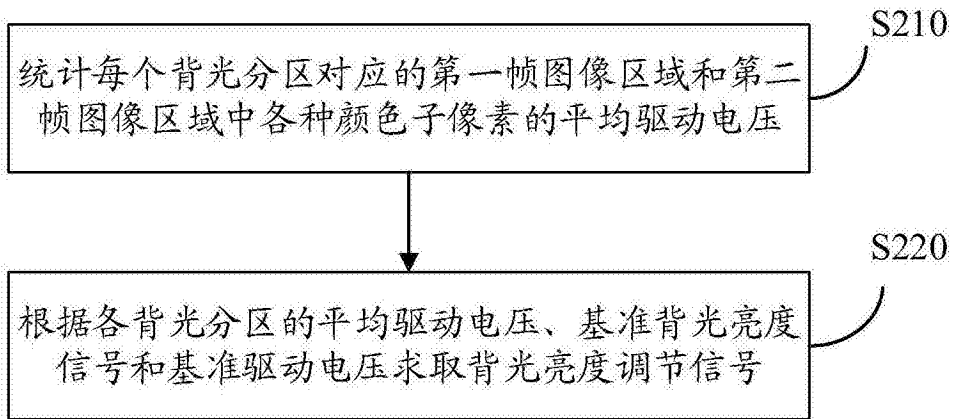 S210
统计每个背光分区对应的第一帧图像区域和第二
帧图像区域中各种颜色子像素的平均驱动电压
S220
根据各背光分区的平均驱动电压、基准背光亮度
信号和基准驱动电压求取背光亮度调节信号